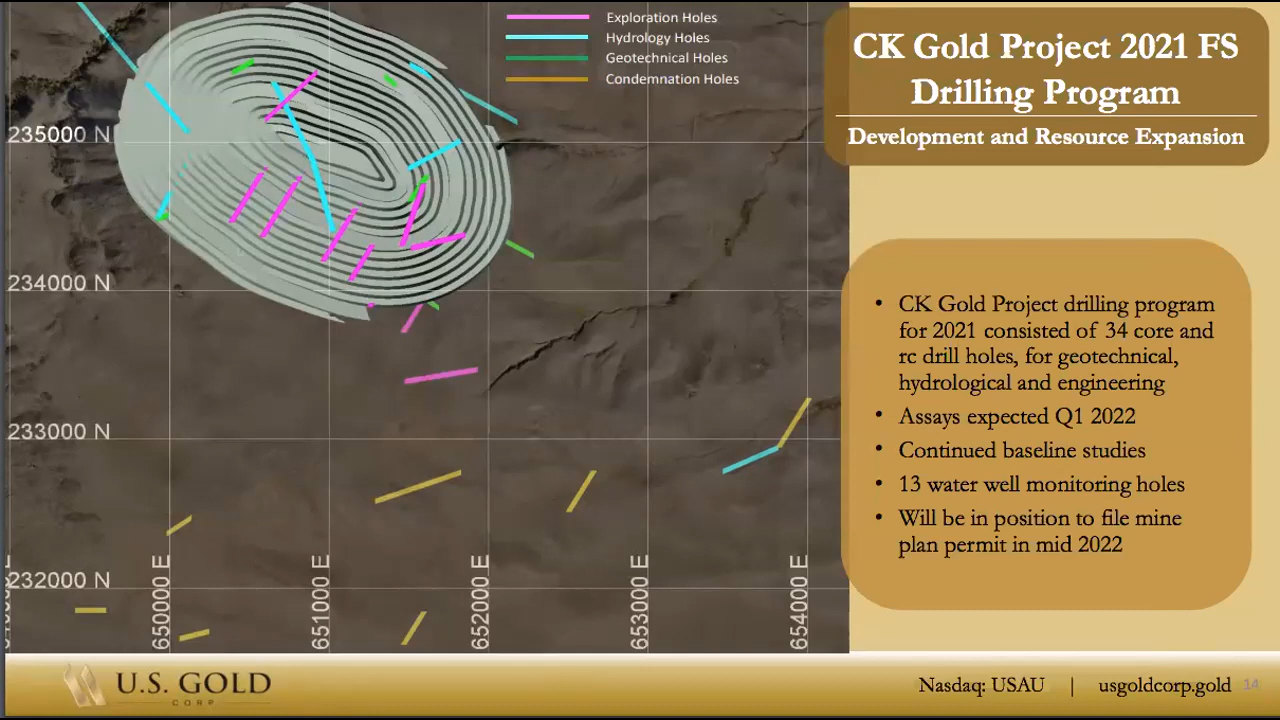 Exploration Holes
Hydrology Holes
Geotechnical Holes
Condemnation Holes
235000 N
234000 N
233000 N
232000 N
650000 E
651000 E
652000 E
653000 E
654000 E
CK Gold Project 2021 FS
Drilling Program
Development and Resource Expansion
• CK Gold Project drilling program
for 2021 consisted of 34 core and
rc drill holes, for geotechnical,
hydrological and engineering
• Assays expected Q1 2022
• Continued baseline studies
• 13 water well monitoring holes
• Will be in position to file mine
plan permit in mid 2022
U.S. GOLD
CORP
Nasdaq: USAU | usgoldcorp.gold 14